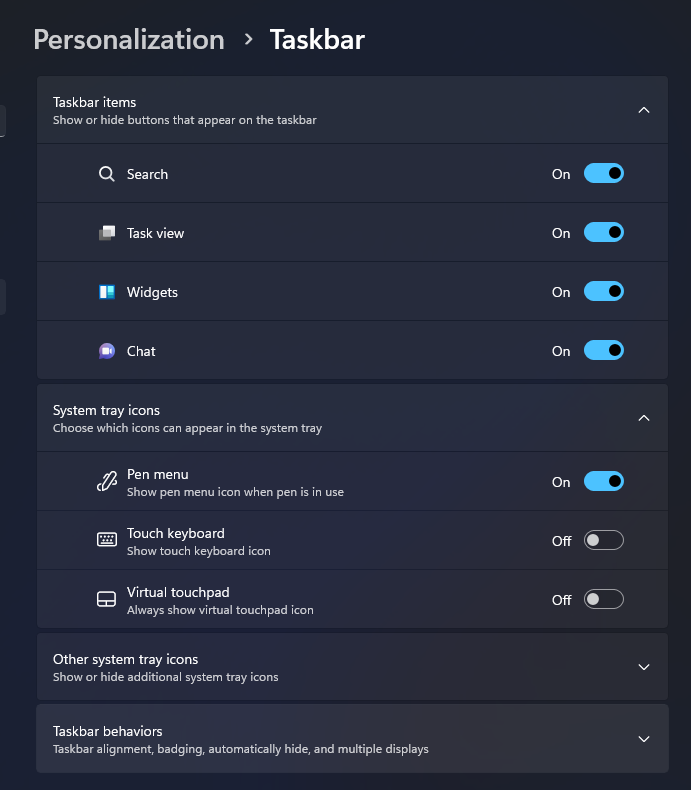 Personalization > Taskbar
Taskbar items
Show or hide buttons that appear on the taskbar
Search On
Task view On
Widgets On
Chat On
System tray icons
Choose which icons can appear in the system tray
Pen menu
Show pen menu icon when pen is in use
On
Touch keyboard
Show touch keyboard icon
Off
Virtual touchpad
Always show virtual touchpad icon
Off
Other system tray icons
Show or hide additional system tray icons
Taskbar behaviors
Taskbar alignment, badging, automatically hide, and multiple displays